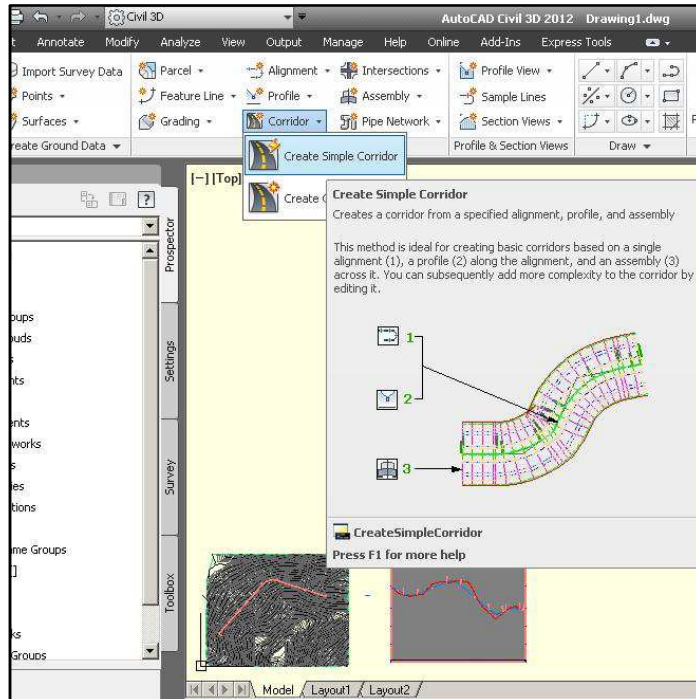 Civil 3D
AutoCAD Civil 3D 2012 Drawing1.dwg
t Annotate Modify Analyze View Output Manage Help Online Add-Ins Express Tools
Import Survey Data Parcel Alignment Intersections Profile View
Points Feature Line Profile Assembly Sample Lines
Surfaces Grading Corridor Pipe Network Section Views
reate Ground Data Profile & Section Views Draw
Create Simple Corridor
Create C
[−][Top]
Create Simple Corridor
Creates a corridor from a specified alignment, profile, and assembly
This method is ideal for creating basic corridors based on a single
alignment (1), a profile (2) along the alignment, and an assembly (3)
across it. You can subsequently add more complexity to the corridor by
editing it.
1
2
3
CreateSimpleCorridor
Press F1 for more help
?
Prospector
Settings
Survey
Toolbox
oups
ouds
s
nts
ents
works
s
ies
tions
me Groups
]
ks
Groups
Model Layout1 Layout2